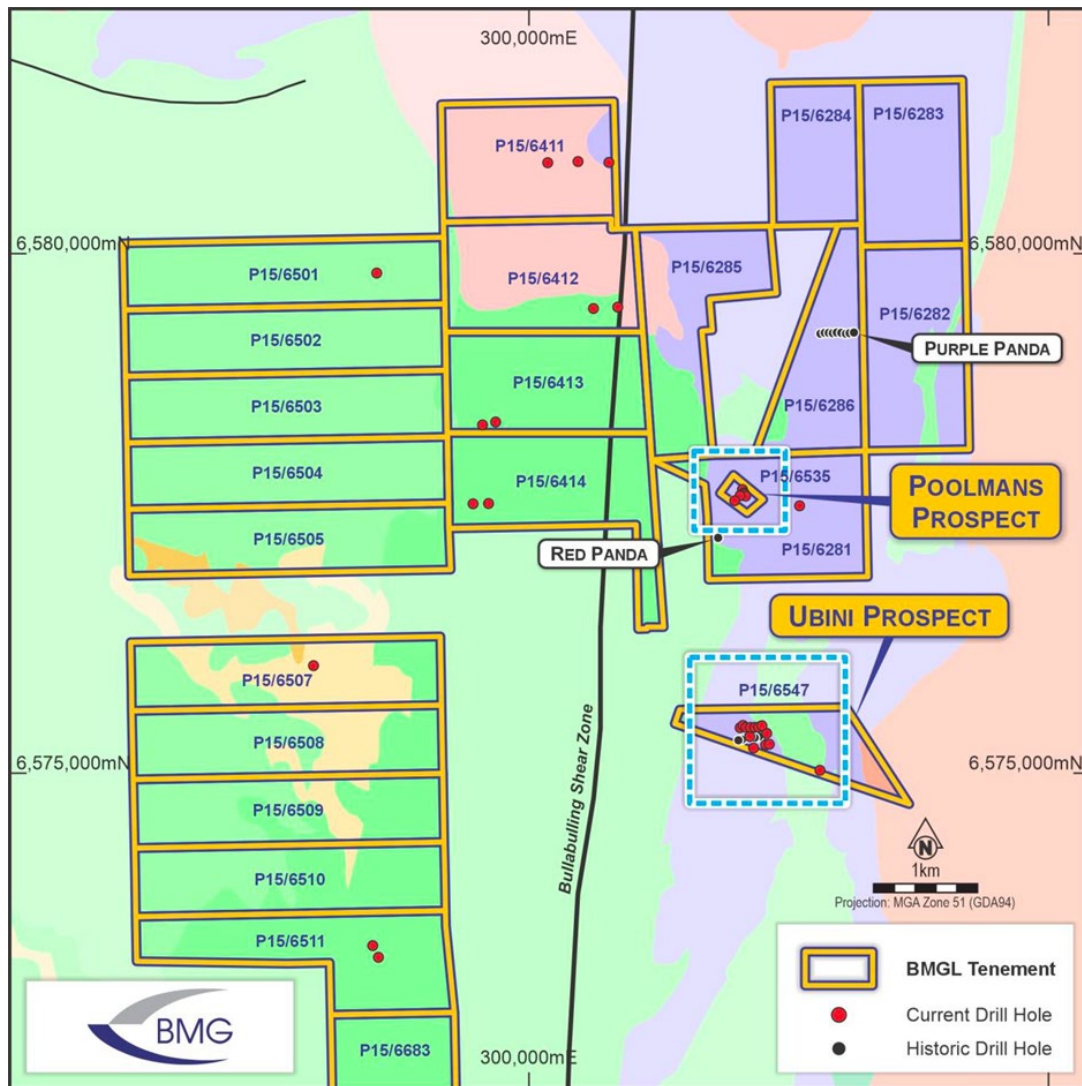 300,000mE
P15/6284
P15/6283
P15/6411
6,580,000mN
6,580,000mN
P15/6501
P15/6412
P15/6285
P15/6282
P15/6502
PURPLE PANDA
P15/6413
P15/6503
P15/6286
P15/6504
P15/6414
P15/6535
POOLMANS
PROSPECT
P15/6505
RED PANDA
P15/6281
UBINI PROSPECT
P15/6507
P15/6547
P15/6508
Bullabulling Shear Zone
6,575,000mN
6,575,000mN
P15/6509
N
1km
Projection: MGA Zone 51 (GDA94)
P15/6510
P15/6511
BMGL Tenement
Current Drill Hole
Historic Drill Hole
BMG
P15/6683
300,000mE